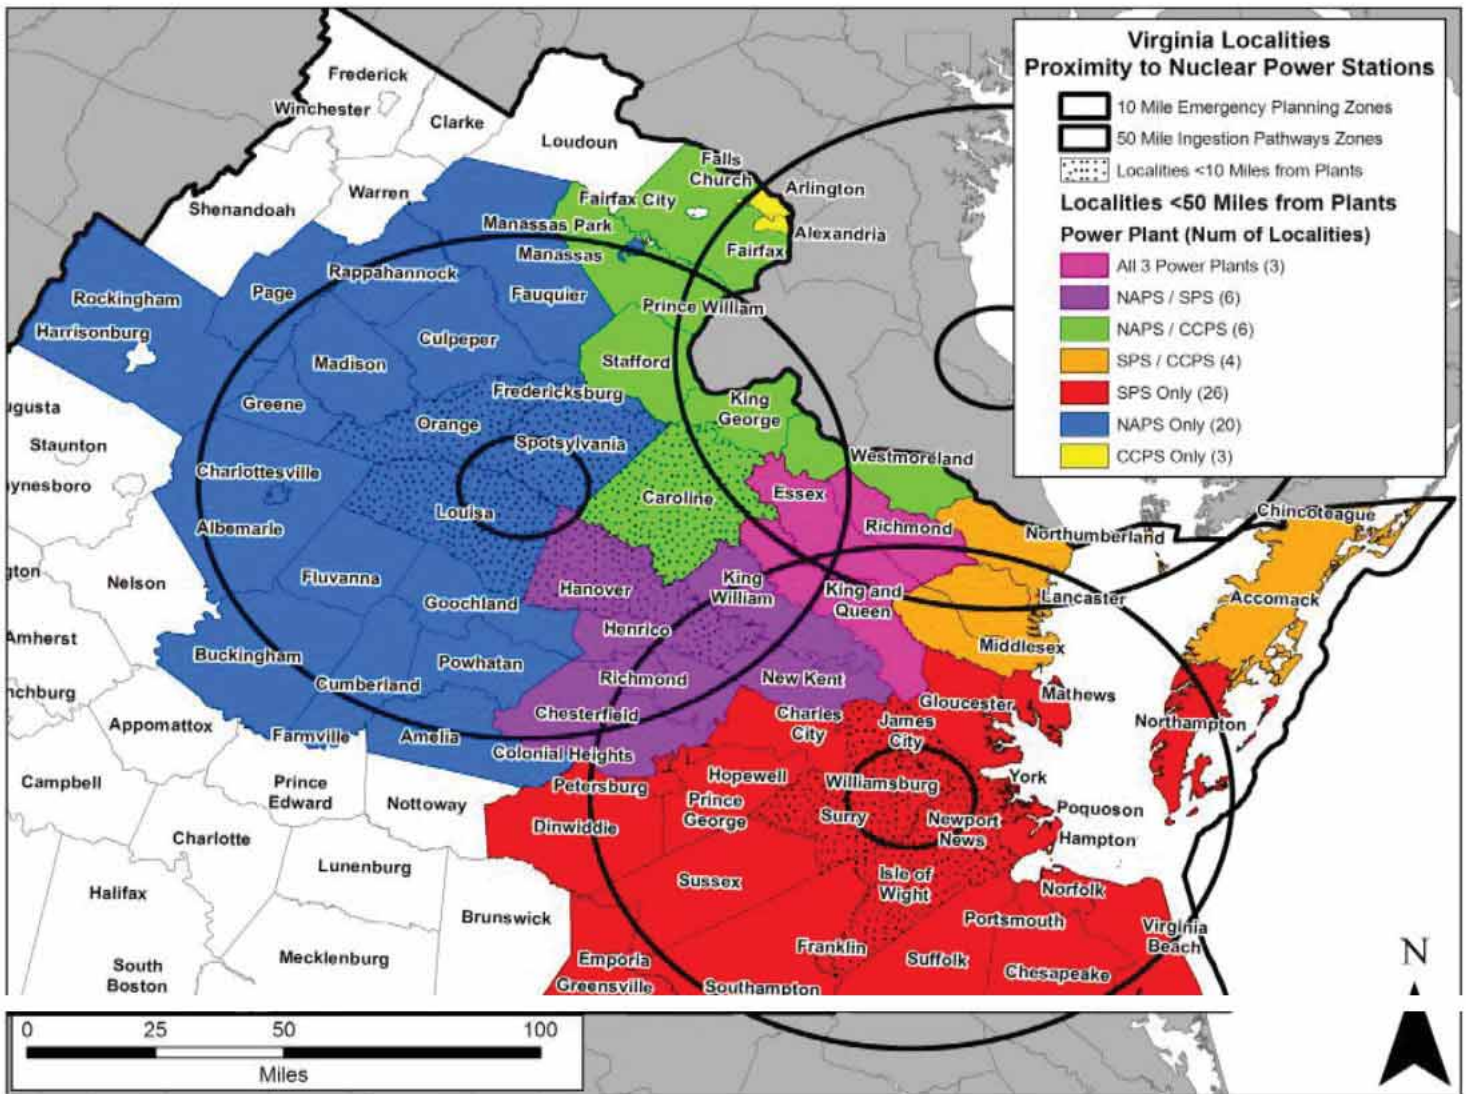 Virginia Localities
Proximity to Nuclear Power Stations
10 Mile Emergency Planning Zones
50 Mile Ingestion Pathways Zones
Localities <10 Miles from Plants
Localities <50 Miles from Plants
Power Plant (Num of Localities)
All 3 Power Plants (3)
NAPS / SPS (6)
NAPS / CCPS (6)
SPS / CCPS (4)
SPS Only (26)
NAPS Only (20)
CCPS Only (3)
Frederick
Winchester
Clarke
Loudoun
Falls
Church
Arlington
Warren
Shenandoah
Fairfax City
Manassas Park
Alexandria
Fairfax
Manassas
Rappahannock
Page
Rockingham
Fauquier
Prince William
Harrisonburg
Culpeper
Madison
Stafford
Fredericksburg
King
George
Greene
ugusta
Orange
Spotsylvania
Staunton
Westmoreland
Charlottesville
ynesboro
Caroline
Essex
Louisa
Chincoteague
Albemarle
Richmond
Northumberland
gton
Nelson
Fluvanna
Hanover
King
William
King and
Queen
Lancaster
Accomack
Goochland
Amherst
Henrico
Middlesex
Buckingham
Powhatan
Richmond
New Kent
nchburg
Cumberland
Gloucester
Mathews
Chesterfield
Charles
City
James
City
Northampton
Appomattox
Farmville
Amelia
Colonial Heights
Campbell
Prince
Edward
Nottoway
Petersburg
Hopewell
Williamsburg
York
Prince
George
Surry
Newport
News
Poquoson
Charlotte
Dinwiddie
Hampton
Lunenburg
Halifax
Sussex
Isle of
Wight
Norfolk
Brunswick
Portsmouth
Virginia
Beach
Mecklenburg
Emporia
Franklin
Suffolk
Chesapeake
South
Boston
Greensville
Southampton
N
0 25 50 100
Miles